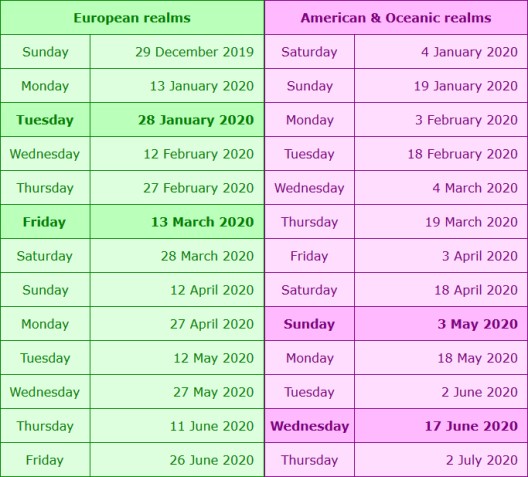 European realms American & Oceanic realms
Sunday 29 December 2019 Saturday 4 January 2020
Monday 13 January 2020 Sunday 19 January 2020
Tuesday 28 January 2020 Monday 3 February 2020
Wednesday 12 February 2020 Tuesday 18 February 2020
Thursday 27 February 2020 Wednesday 4 March 2020
Friday 13 March 2020 Thursday 19 March 2020
Saturday 28 March 2020 Friday 3 April 2020
Sunday 12 April 2020 Saturday 18 April 2020
Monday 27 April 2020 Sunday 3 May 2020
Tuesday 12 May 2020 Monday 18 May 2020
Wednesday 27 May 2020 Tuesday 2 June 2020
Thursday 11 June 2020 Wednesday 17 June 2020
Friday 26 June 2020 Thursday 2 July 2020